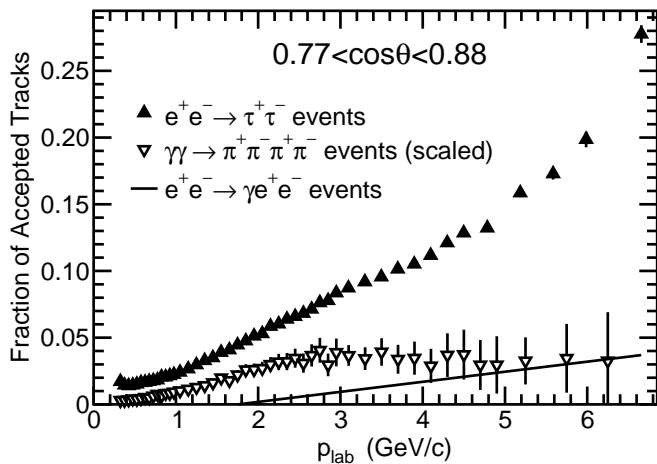 0.77<cosθ<0.88
▲ e⁺e⁻→τ⁺τ⁻ events
▽ γγ→π⁺π⁻π⁺π⁻ events (scaled)
— e⁺e⁻→γe⁺e⁻ events
Fraction of Accepted Tracks
0.25
0.20
0.15
0.10
0.050
0
0 1 2 3 4 5 6
p_lab (GeV/c)